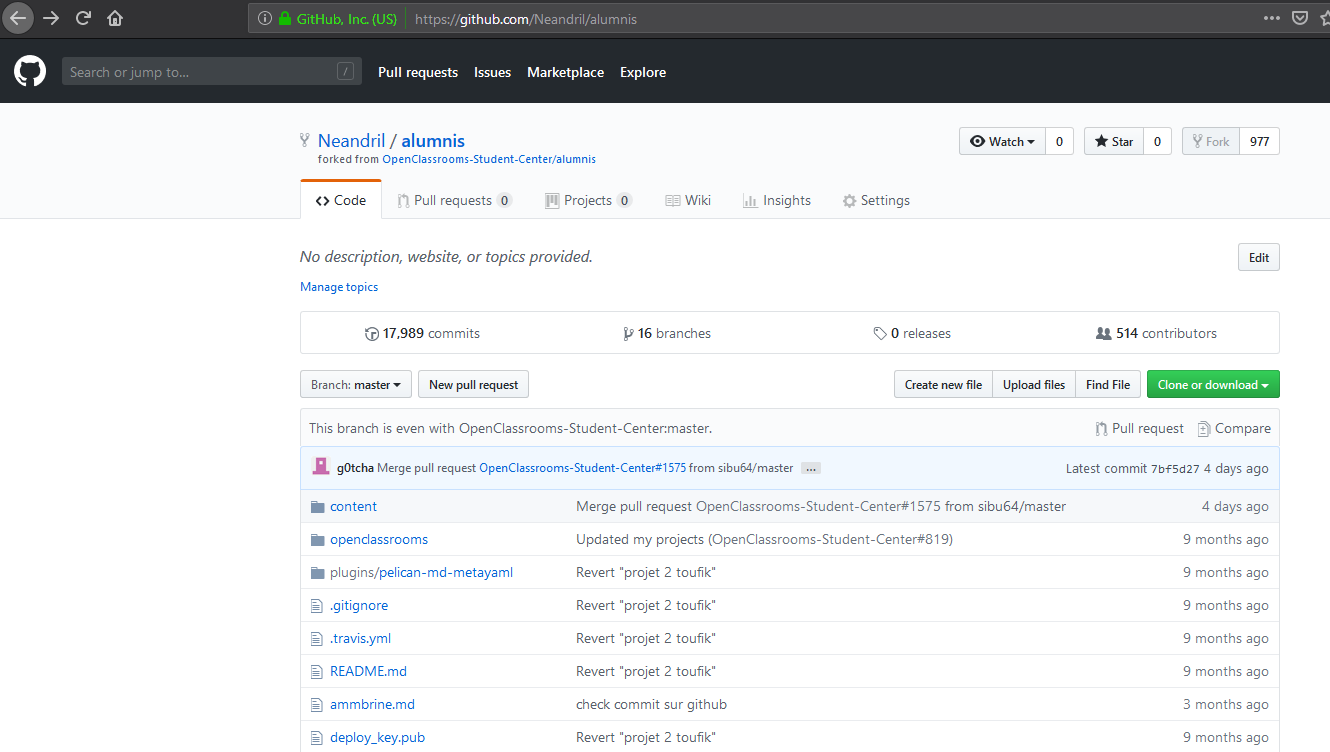 GitHub, Inc. (US) https://github.com/Neandril/alumnis
Search or jump to... / Pull requests Issues Marketplace Explore
Neandril / alumnis Watch 0 Star 0 Fork 977
forked from OpenClassrooms-Student-Center/alumnis
Code Pull requests 0 Projects 0 Wiki Insights Settings
No description, website, or topics provided. Edit
Manage topics
17,989 commits 16 branches 0 releases 514 contributors
Branch: master New pull request Create new file Upload files Find File Clone or download
This branch is even with OpenClassrooms-Student-Center:master. Pull request Compare
g0tcha Merge pull request OpenClassrooms-Student-Center#1575 from sibu64/master ... Latest commit 7bf5d27 4 days ago
content Merge pull request OpenClassrooms-Student-Center#1575 from sibu64/master 4 days ago
openclassrooms Updated my projects (OpenClassrooms-Student-Center#819) 9 months ago
plugins/pelican-md-metayaml Revert "projet 2 toufik" 9 months ago
.gitignore Revert "projet 2 toufik" 9 months ago
.travis.yml Revert "projet 2 toufik" 9 months ago
README.md Revert "projet 2 toufik" 9 months ago
ammbrine.md check commit sur github 3 months ago
deploy_key.pub Revert "projet 2 toufik" 9 months ago